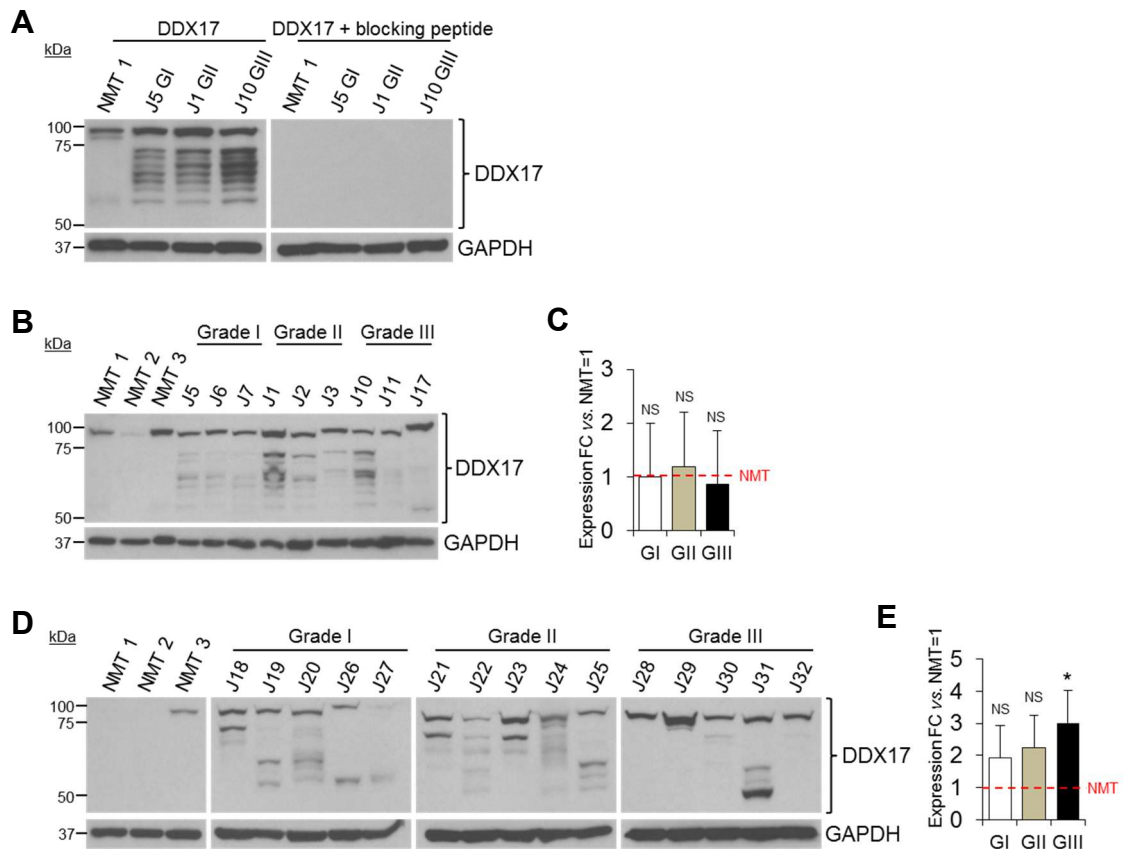 A
DDX17
DDX17 + blocking peptide
kDa
NMT 1
J5 GI
J1 GII
J10 GIII
NMT 1
J5 GI
J1 GII
J10 GIII
100
75
50
37
DDX17
GAPDH
B
kDa
Grade I
Grade II
Grade III
NMT 1
NMT 2
NMT 3
J5
J6
J7
J1
J2
J3
J10
J11
J17
100
75
50
37
DDX17
GAPDH
C
Expression FC vs. NMT=1
3
2
1
0
NS
NS
NS
NMT
GI
GII
GIII
D
kDa
Grade I
Grade II
Grade III
NMT 1
NMT 2
NMT 3
J18
J19
J20
J26
J27
J21
J22
J23
J24
J25
J28
J29
J30
J31
J32
100
75
50
37
DDX17
GAPDH
E
Expression FC vs. NMT=1
5
4
3
2
1
0
NS
NS
*
NMT
GI
GII
GIII